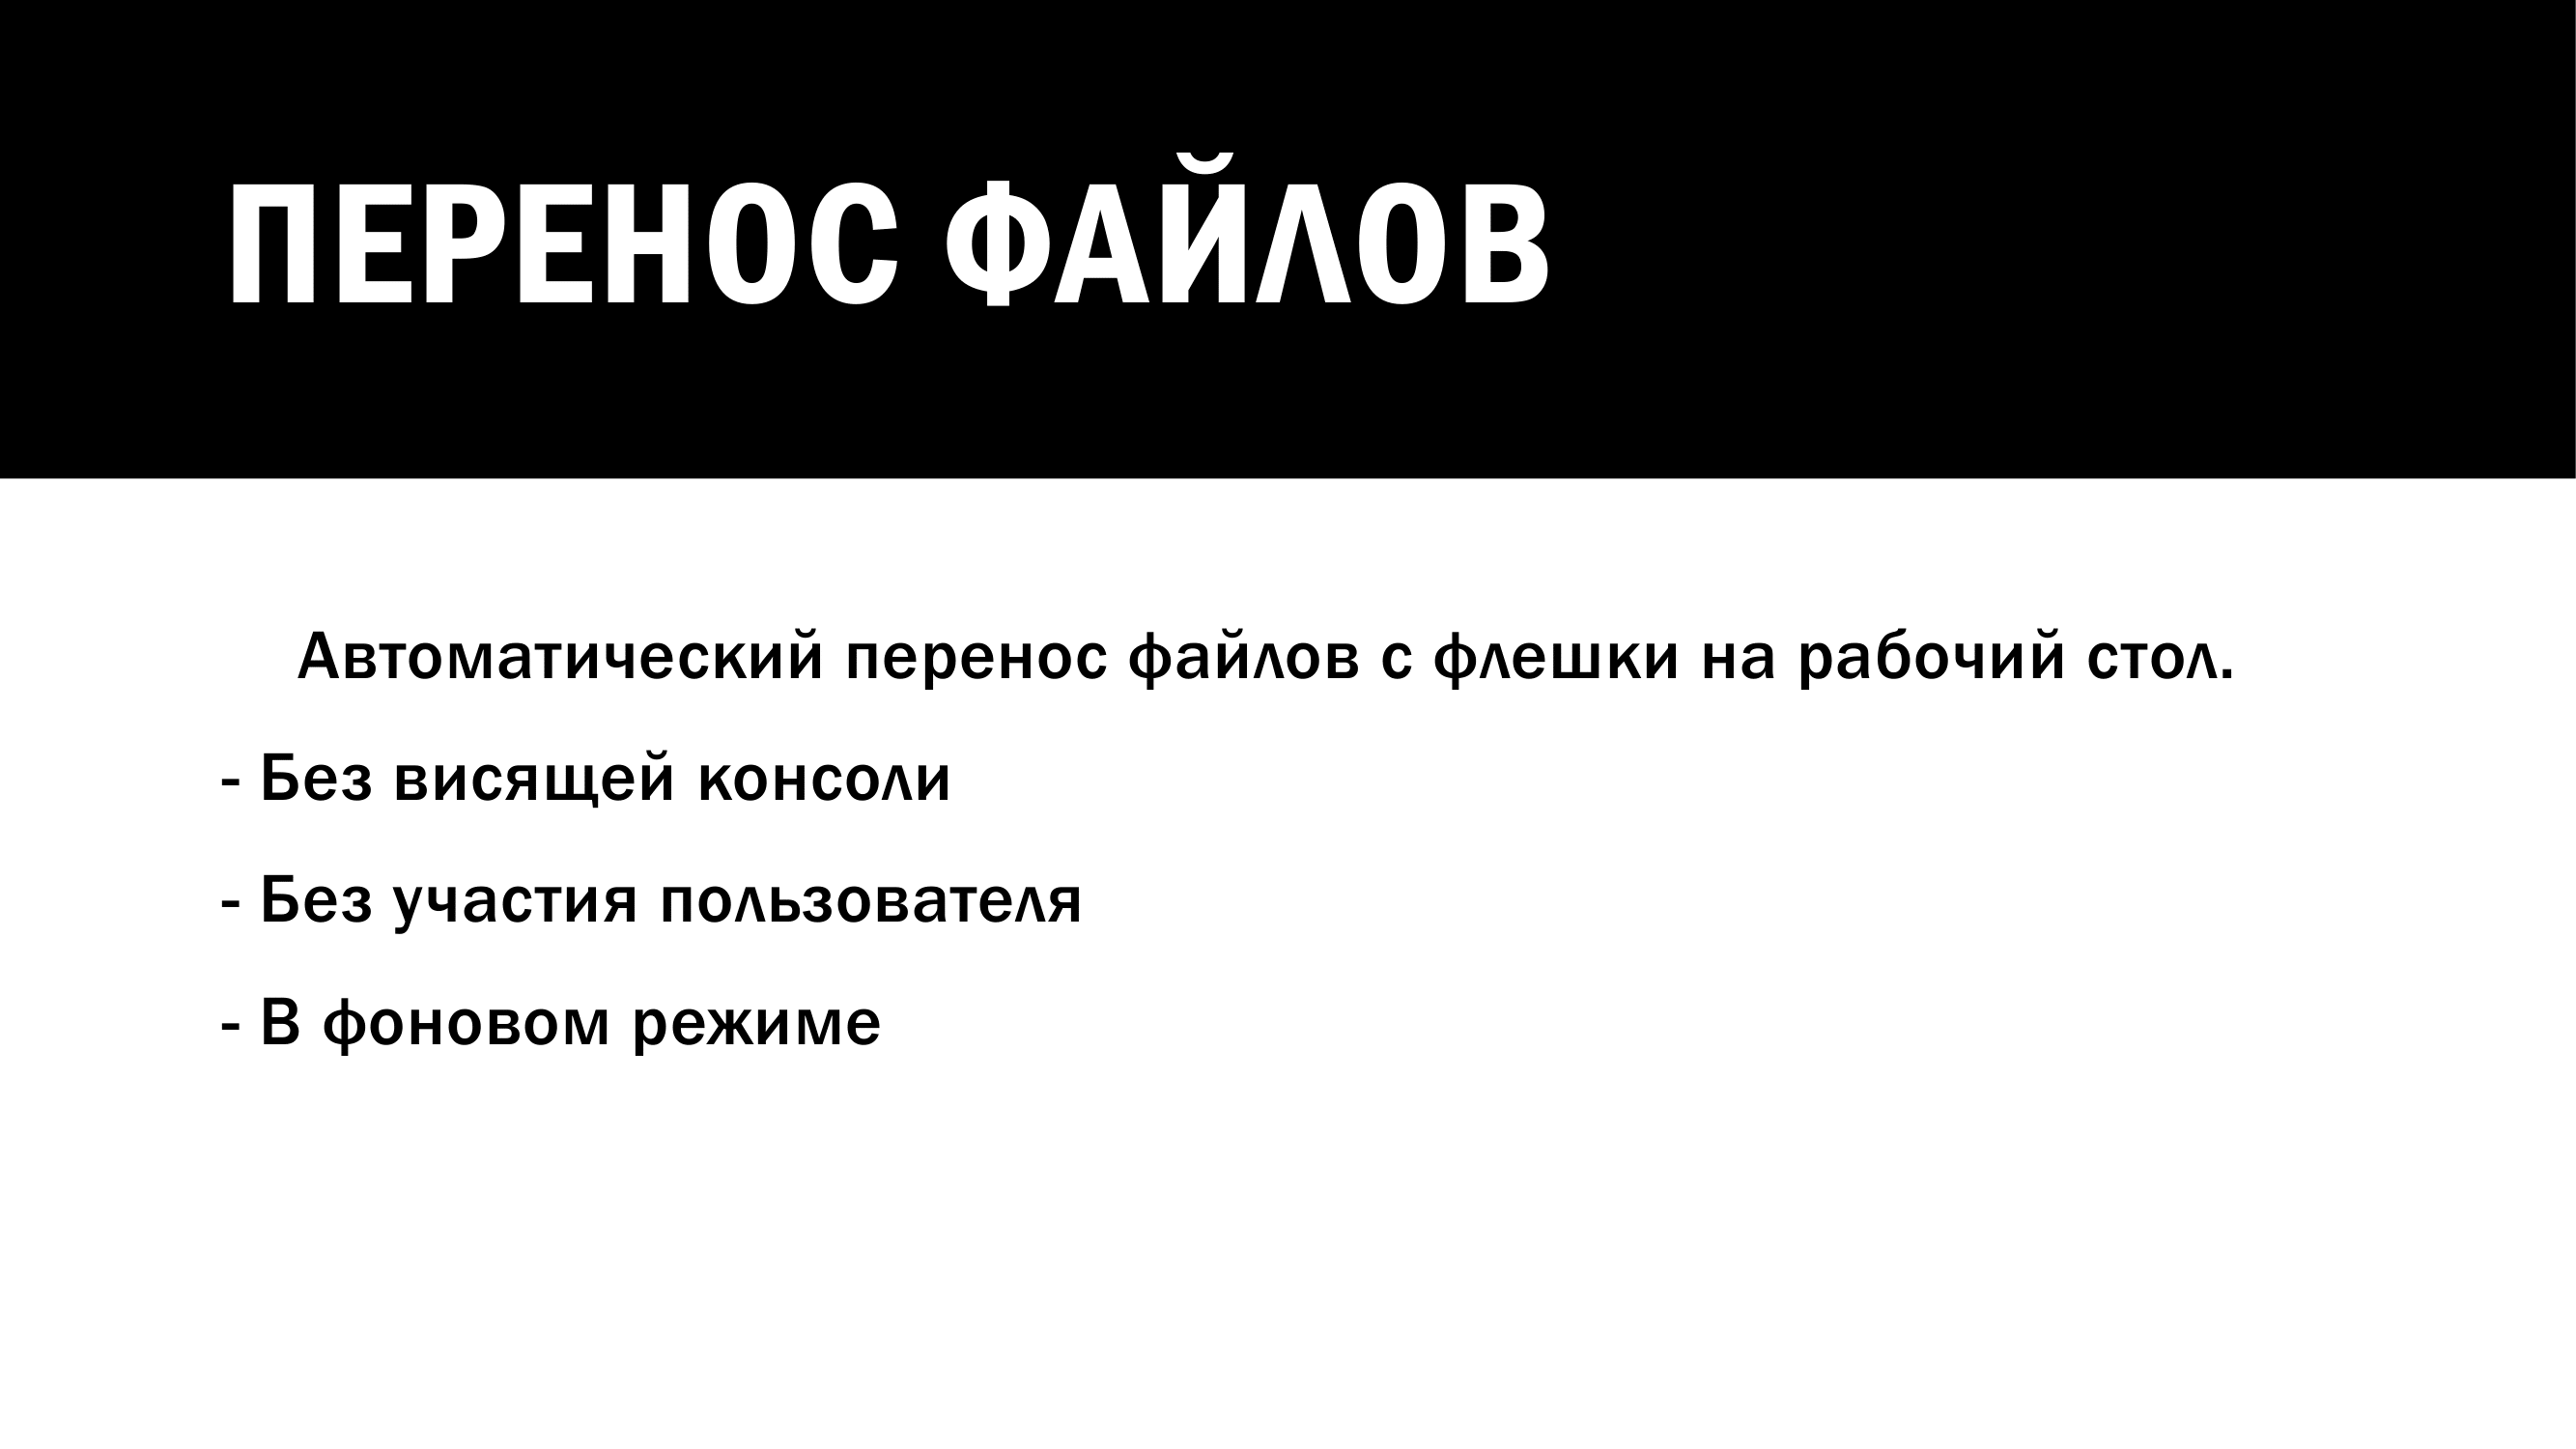 ПЕРЕНОС ФАЙЛОВ
Автоматический перенос файлов с флешки на рабочий стол.
- Без висящей консоли
- Без участия пользователя
- В фоновом режиме